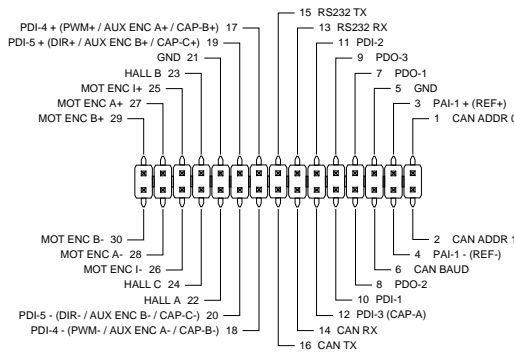 15 RS232 TX
PDI-4 + (PWM+ / AUX ENC A+ / CAP-B+) 17
13 RS232 RX
PDI-5 + (DIR+ / AUX ENC B+ / CAP-C+) 19
11 PDI-2
GND 21
9 PDO-3
HALL B 23
7 PDO-1
MOT ENC I+ 25
5 GND
MOT ENC A+ 27
3 PAI-1 + (REF+)
MOT ENC B+ 29
1 CAN ADDR 0
MOT ENC B- 30
2 CAN ADDR 1
MOT ENC A- 28
4 PAI-1 - (REF-)
MOT ENC I- 26
6 CAN BAUD
HALL C 24
8 PDO-2
HALL A 22
10 PDI-1
PDI-5 - (DIR- / AUX ENC B- / CAP-C-) 20
12 PDI-3 (CAP-A)
PDI-4 - (PWM- / AUX ENC A- / CAP-B-) 18
14 CAN RX
16 CAN TX